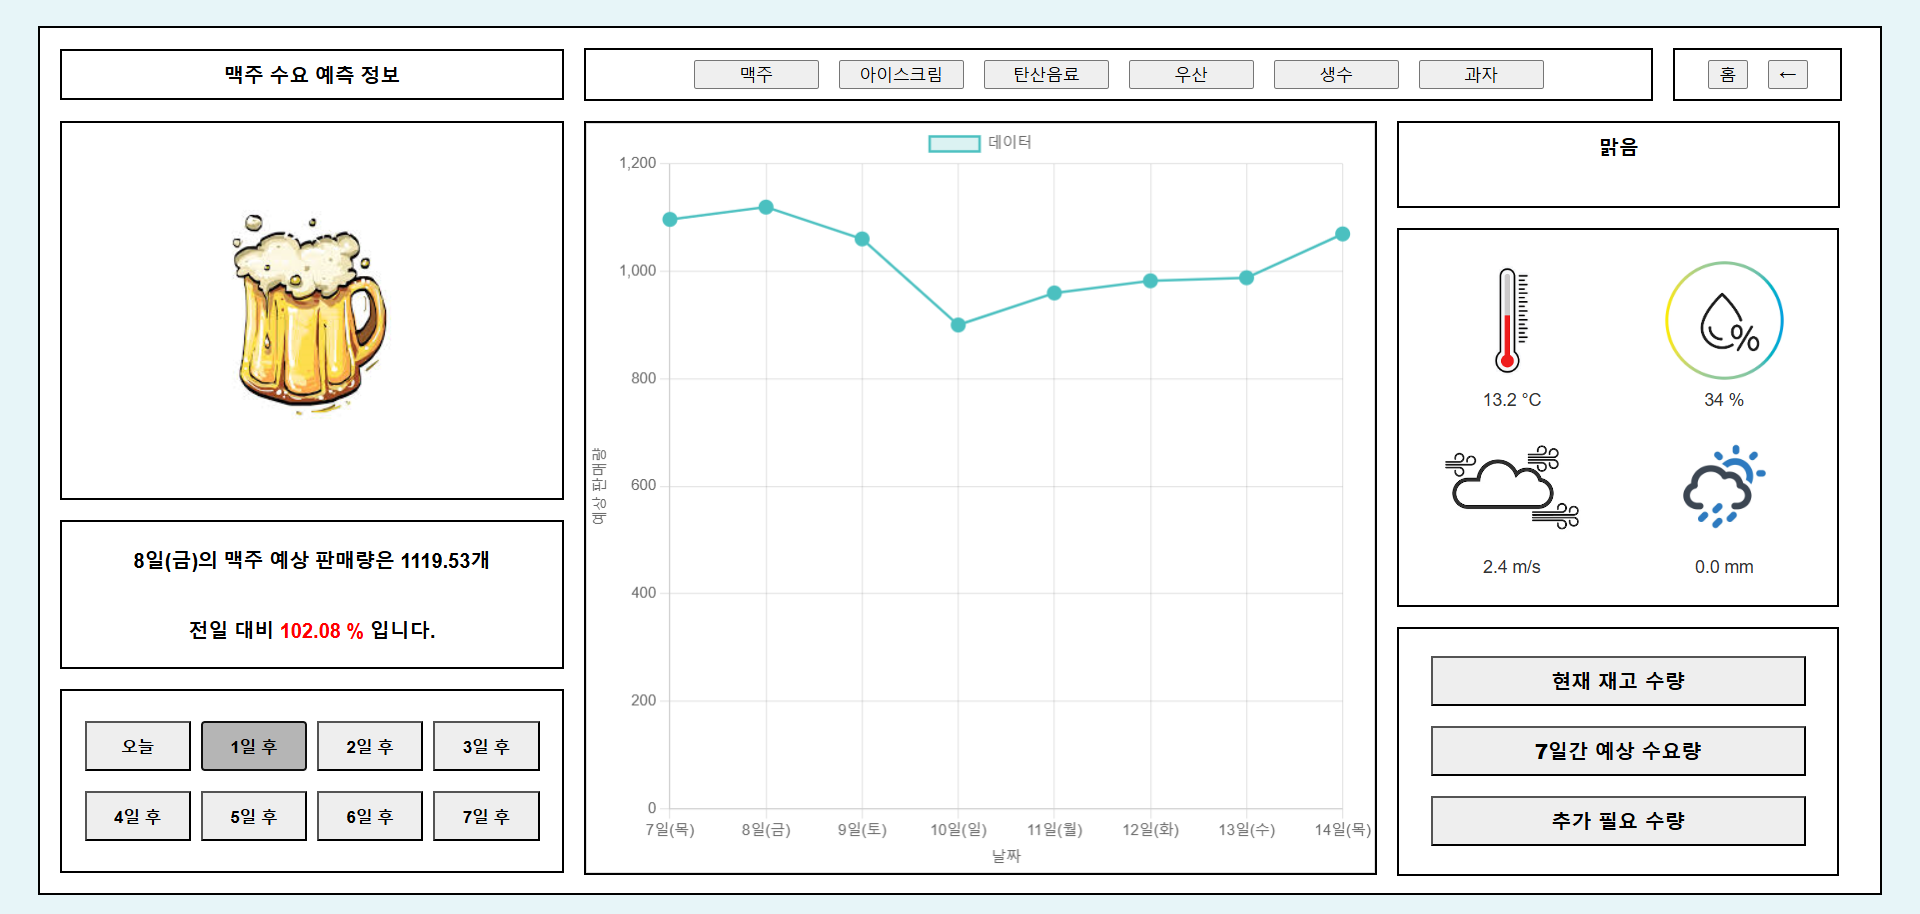 맥주 수요 예측 정보
맥주 아이스크림 탄산음료 우산 생수 과자
홈 ←
8일(금)의 맥주 예상 판매량은 1119.53개
전일 대비 102.08 % 입니다.
오늘 1일 후 2일 후 3일 후
4일 후 5일 후 6일 후 7일 후
데이터
1,200
1,000
800
600
400
200
0
예상 판매량
7일(목) 8일(금) 9일(토) 10일(일) 11일(월) 12일(화) 13일(수) 14일(목)
날짜
맑음
%
13.2 °C 34 %
2.4 m/s 0.0 mm
현재 재고 수량
7일간 예상 수요량
추가 필요 수량